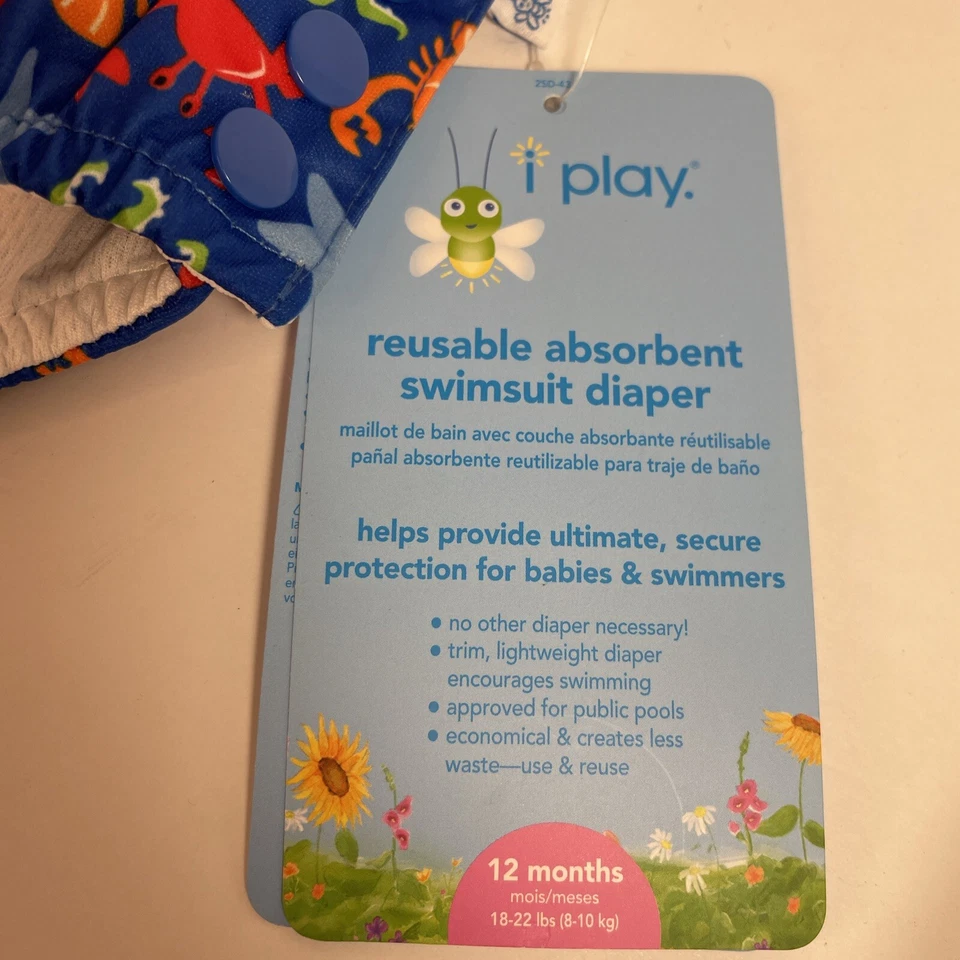 i play.®
reusable absorbent
swimsuit diaper
maillot de bain avec couche absorbante réutilisable
pañal absorbente reutilizable para traje de baño
helps provide ultimate, secure
protection for babies & swimmers
• no other diaper necessary!
• trim, lightweight diaper
encourages swimming
• approved for public pools
• economical & creates less
waste—use & reuse
12 months
mois/meses
18-22 lbs (8-10 kg)